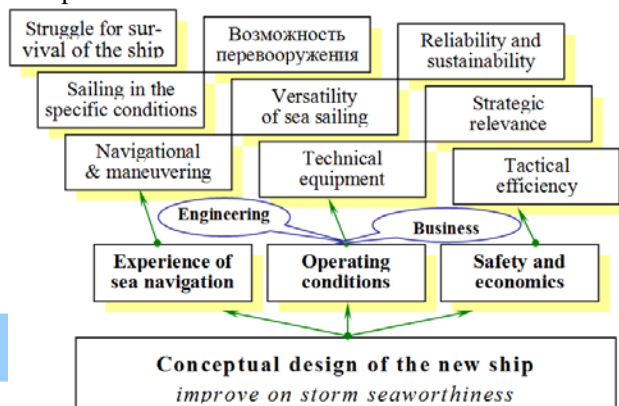 Struggle for sur-
vival of the ship
Возможность
перевооружения
Reliability and
sustainability
Sailing in the
specific conditions
Versatility
of sea sailing
Strategic
relevance
Navigational
& maneuvering
Technical
equipment
Tactical
efficiency
Engineering
Business
Experience of
sea navigation
Operating
conditions
Safety and
economics
Conceptual design of the new ship
improve on storm seaworthiness